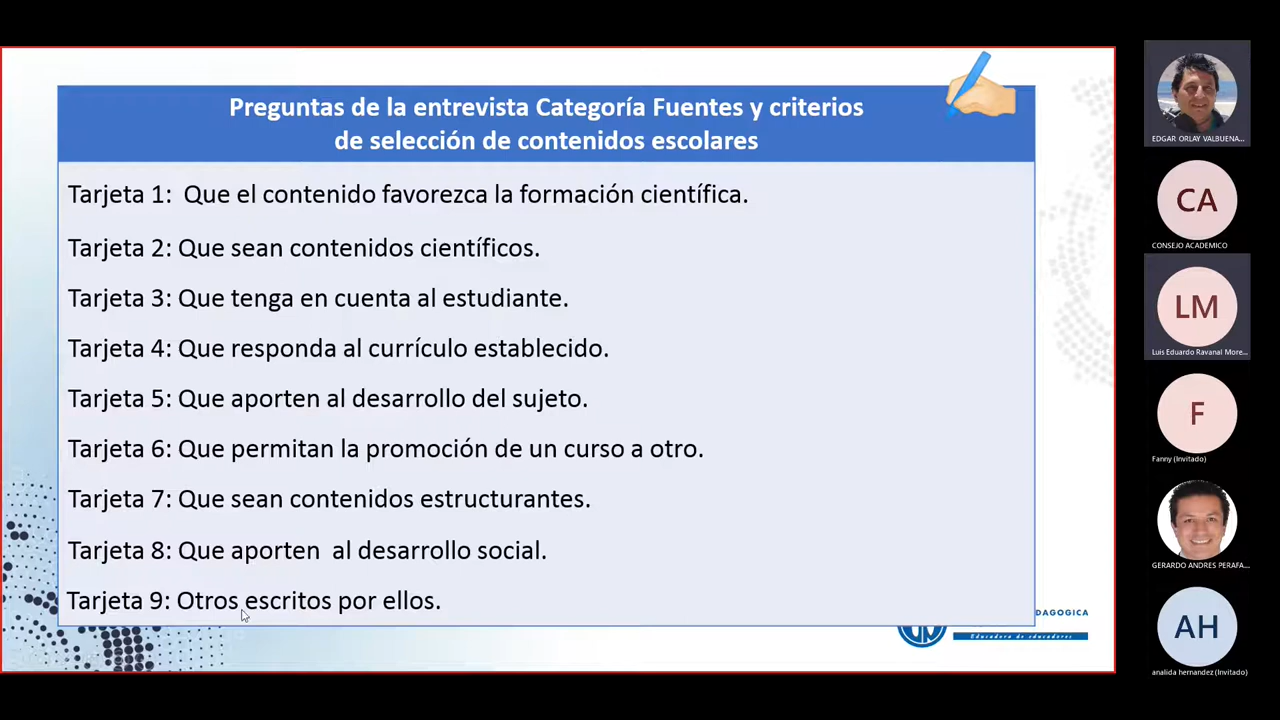 Preguntas de la entrevista Categoría Fuentes y criterios
de selección de contenidos escolares
Tarjeta 1: Que el contenido favorezca la formación científica.
Tarjeta 2: Que sean contenidos científicos.
Tarjeta 3: Que tenga en cuenta al estudiante.
Tarjeta 4: Que responda al currículo establecido.
Tarjeta 5: Que aporten al desarrollo del sujeto.
Tarjeta 6: Que permitan la promoción de un curso a otro.
Tarjeta 7: Que sean contenidos estructurantes.
Tarjeta 8: Que aporten al desarrollo social.
Tarjeta 9: Otros escritos por ellos.
DAGOGICA
Educadora de educadores
EDGAR ORLAY VALBUENA...
CA
CONSEJO ACADEMICO
LM
Luis Eduardo Ravanal More...
F
Fanny (Invitado)
GERARDO ANDRES PERAFA...
AH
analida hernandez (Invitado)